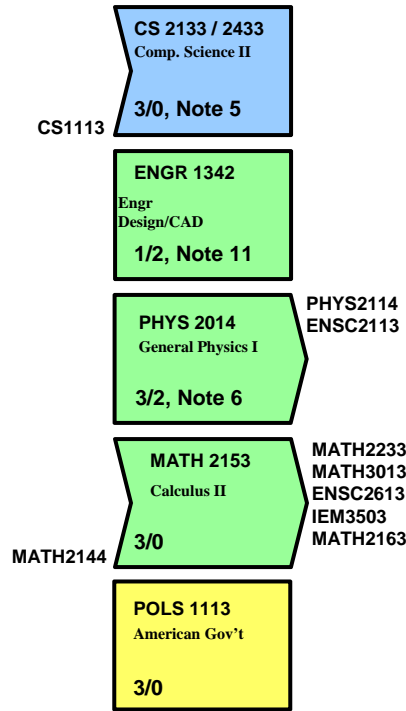 CS 2133 / 2433
Comp. Science II
3/0, Note 5
CS1113
ENGR 1342
Engr
Design/CAD
1/2, Note 11
PHYS 2014
General Physics I
3/2, Note 6
PHYS2114
ENSC2113
MATH 2153
Calculus II
3/0
MATH2144
MATH2233
MATH3013
ENSC2613
IEM3503
MATH2163
POLS 1113
American Gov't
3/0